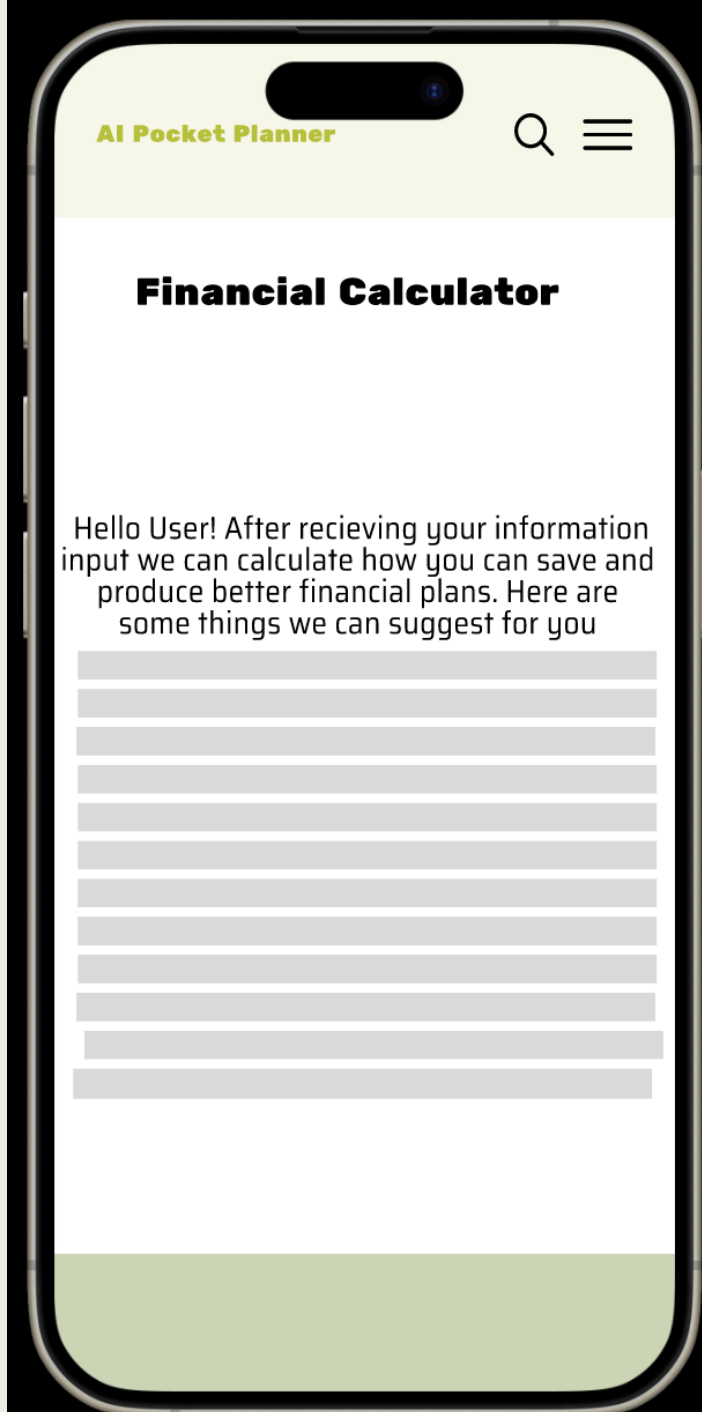 AI Pocket Planner
Financial Calculator
Hello User! After recieving your information
input we can calculate how you can save and
produce better financial plans. Here are
some things we can suggest for you